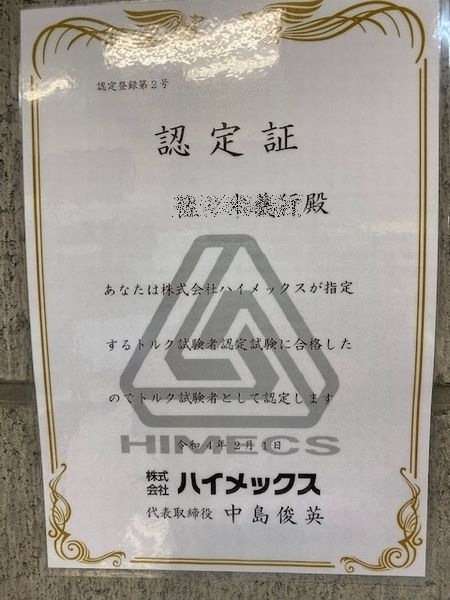 認定登録第2号
認定証
殿
あなたは株式会社ハイメックスが指定
するトルク試験者認定試験に合格した
のでトルク試験者として認定します
HIMECS
令和4年2月1日
株式会社 ハイメックス
代表取締役 中島俊英